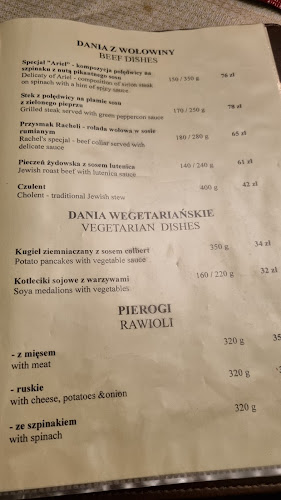 DANIA Z WOŁOWINY
BEEF DISHES
Specjał "Ariel" - kompozycja polędwicy na
szpinaku z nutą pikantnego sosu
Delicaty of Ariel - composition of sirloin steak
on spinach with a hint of spicy sauce
150 / 350 g 76 zł
Stek z polędwicy na płomie sosu
z zielonego pieprzu
Grilled steak served with green peppercorn sauce
170 / 250 g 78 zł
Przysmak Racheli - rolada wołowa w sosie
rumianym
Rachel's special - beef collar served with
delicate sauce
180 / 280 g 65 zł
Pieczeń żydowska z sosem lutenica
Jewish roast beef with lutenica sauce
140 / 240 g 61 zł
Czulent
Cholent - traditional Jewish stew
400 g 42 zł
DANIA WEGETARIAŃSKIE
VEGETARIAN DISHES
Kugiel ziemniaczany z sosem colbert
Potato pancakes with vegetable sauce
350 g 34 zł
Kotleciki sojowe z warzywami
Soya medalions with vegetables
160 / 220 g 32 zł
PIEROGI
RAWIOLI
- z mięsem
with meat
320 g 35
- ruskie
with cheese, potatoes &onion
320 g
- ze szpinakiem
with spinach
320 g